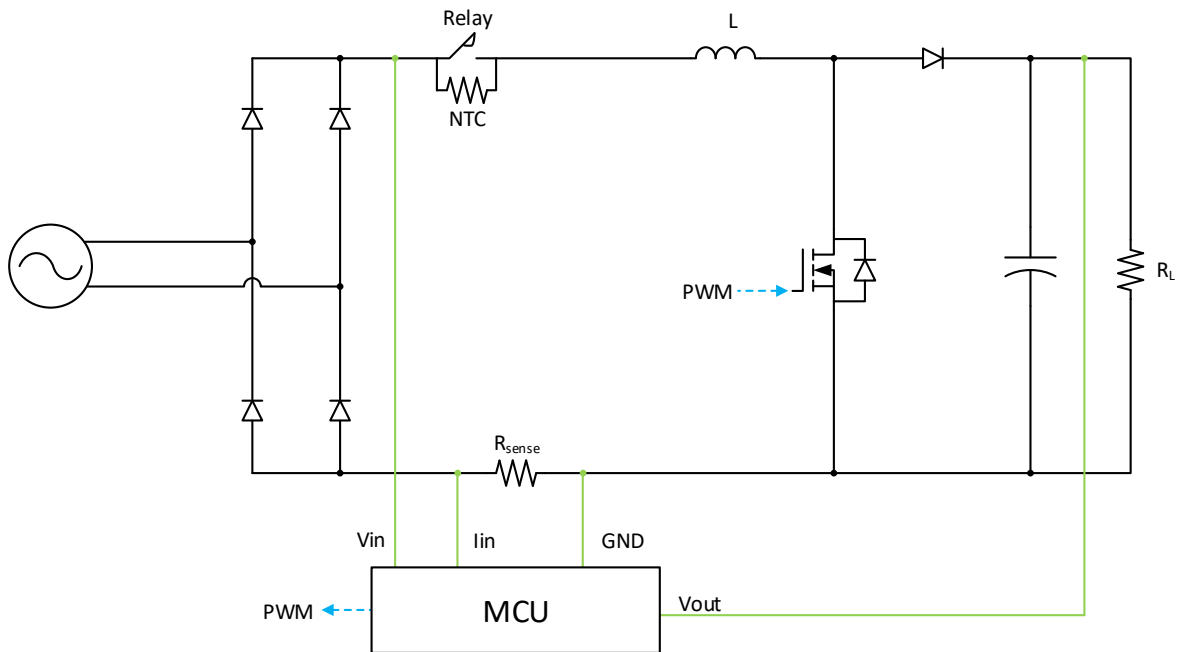 Relay
L
NTC
PWM
RL
Rsense
Vin
Iin
GND
PWM
MCU
Vout